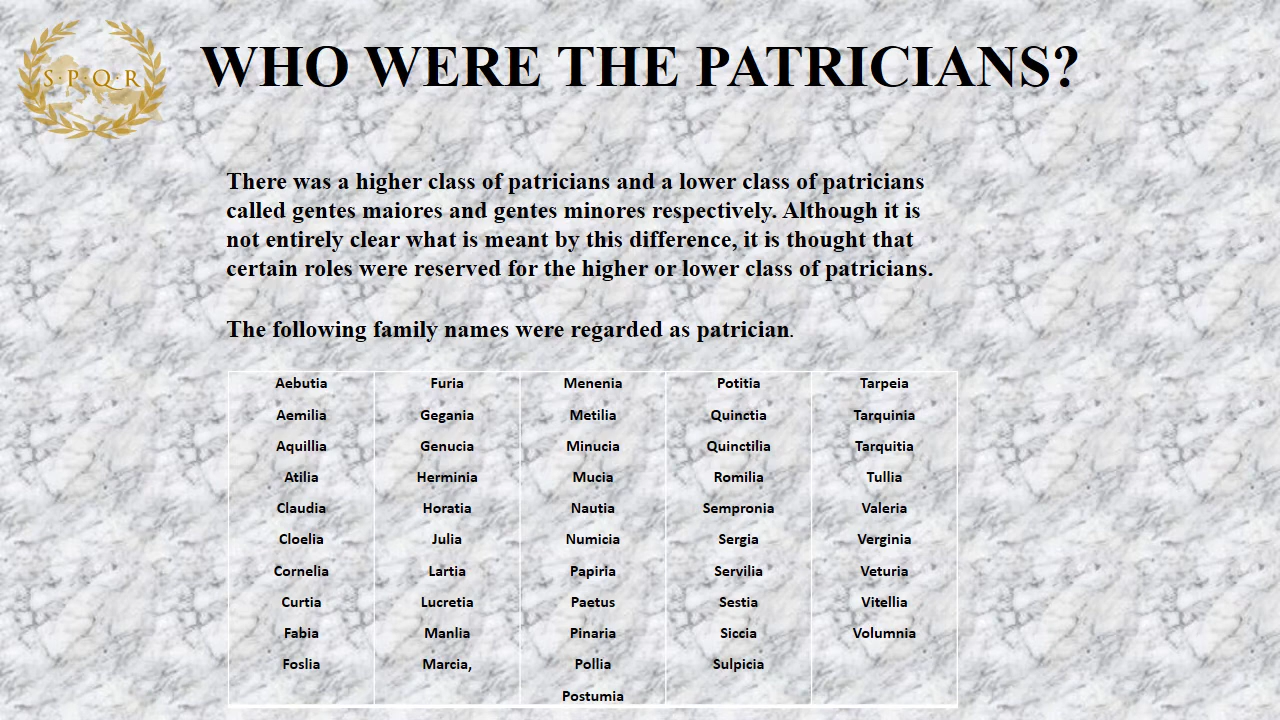 S·P·Q·R
WHO WERE THE PATRICIANS?
There was a higher class of patricians and a lower class of patricians
called gentes maiores and gentes minores respectively. Although it is
not entirely clear what is meant by this difference, it is thought that
certain roles were reserved for the higher or lower class of patricians.
The following family names were regarded as patrician.
Aebutia Furia Menenia Potitia Tarpeia
Aemilia Gegania Metilia Quinctia Tarquinia
Aquillia Genucia Minucia Quinctilia Tarquitia
Atilia Herminia Mucia Romilia Tullia
Claudia Horatia Nautia Sempronia Valeria
Cloelia Julia Numicia Sergia Verginia
Cornelia Lartia Papiria Servilia Veturia
Curtia Lucretia Paetus Sestia Vitellia
Fabia Manlia Pinaria Siccia Volumnia
Foslia Marcia, Pollia Sulpicia
Postumia